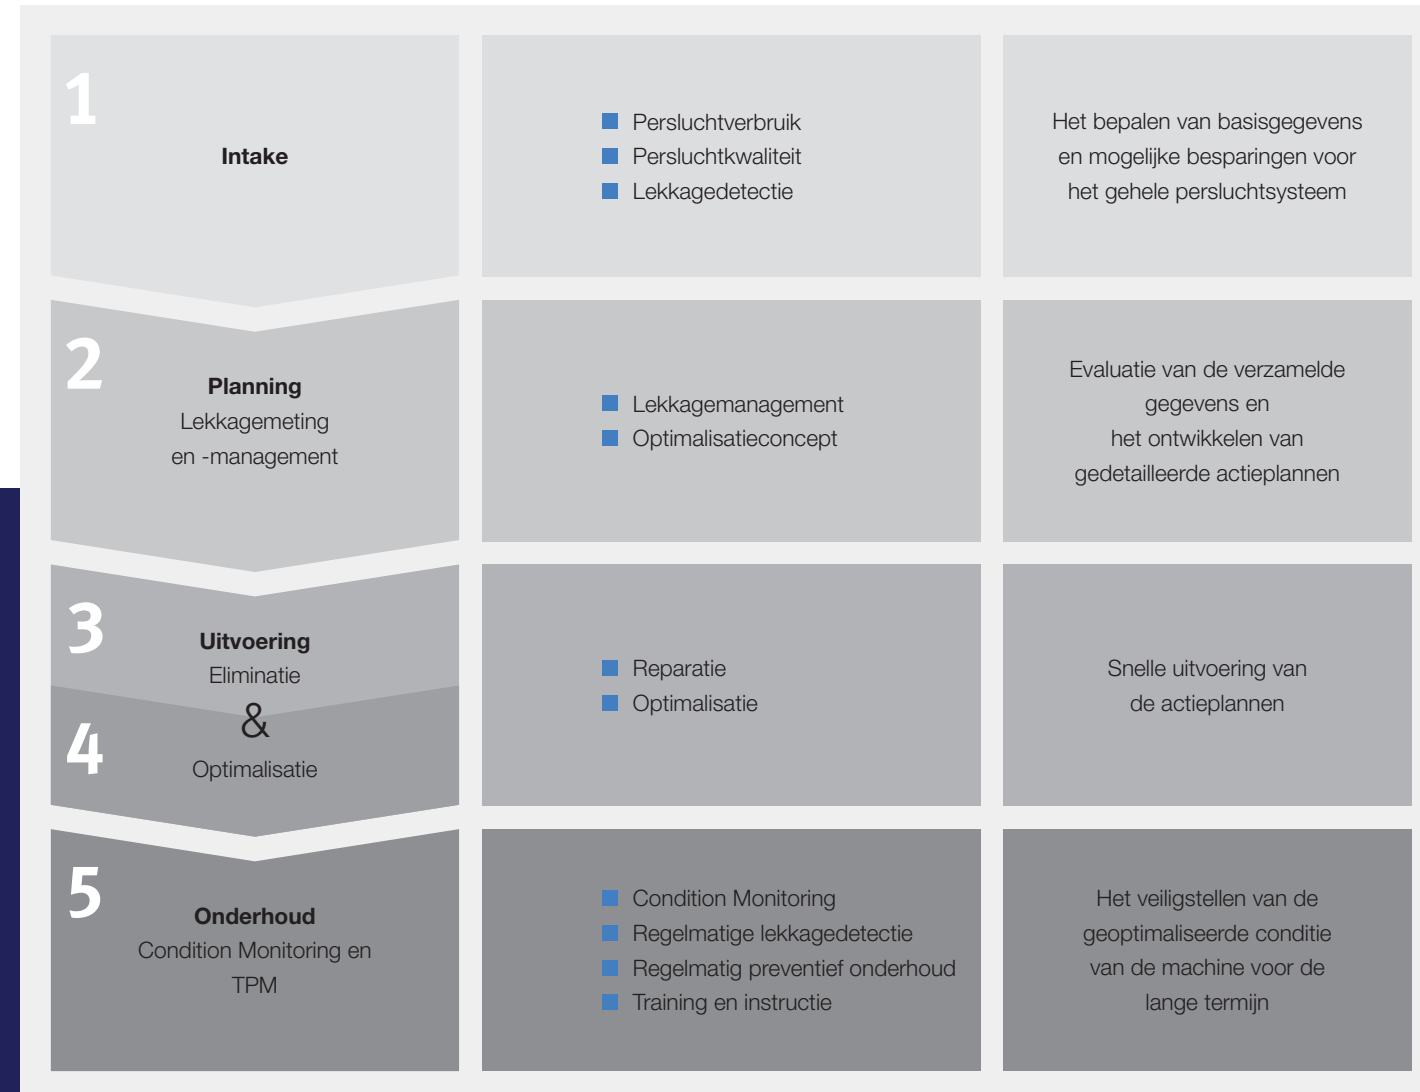 1
Intake
Persluchtverbruik
Persluchtkwaliteit
Lekkagedetectie
Het bepalen van basisgegevens
en mogelijke besparingen voor
het gehele persluchtsysteem
2
Planning
Lekkagemeting
en -management
Lekkagemanagement
Optimalisatieconcept
Evaluatie van de verzamelde
gegevens en
het ontwikkelen van
gedetailleerde actieplannen
3
Uitvoering
Eliminatie
&
4
Optimalisatie
Reparatie
Optimalisatie
Snelle uitvoering van
de actieplannen
5
Onderhoud
Condition Monitoring en
TPM
Condition Monitoring
Regelmatige lekkagedetectie
Regelmatig preventief onderhoud
Training en instructie
Het veiligstellen van de
geoptimaliseerde conditie
van de machine voor de
lange termijn